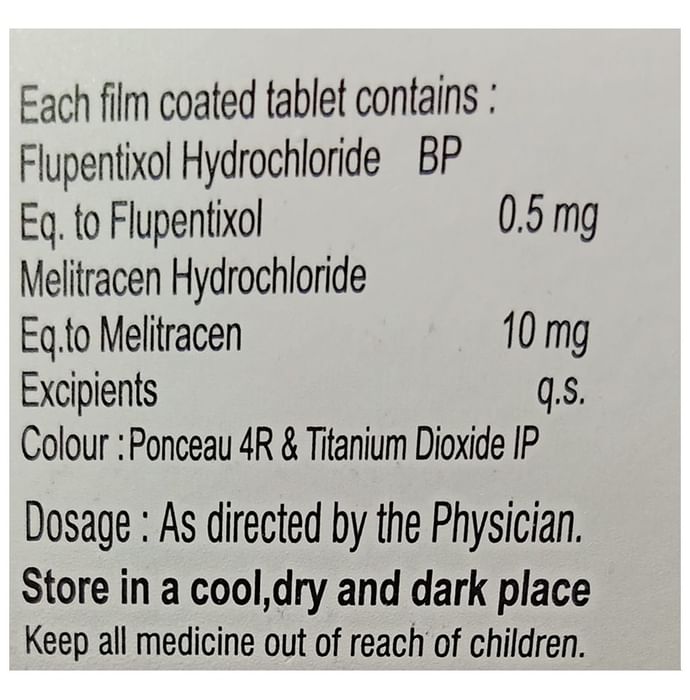 Each film coated tablet contains :
Flupentixol Hydrochloride BP
Eq. to Flupentixol 0.5 mg
Melitracen Hydrochloride
Eq.to Melitracen 10 mg
Excipients q.s.
Colour : Ponceau 4R & Titanium Dioxide IP
Dosage : As directed by the Physician.
Store in a cool,dry and dark place
Keep all medicine out of reach of children.